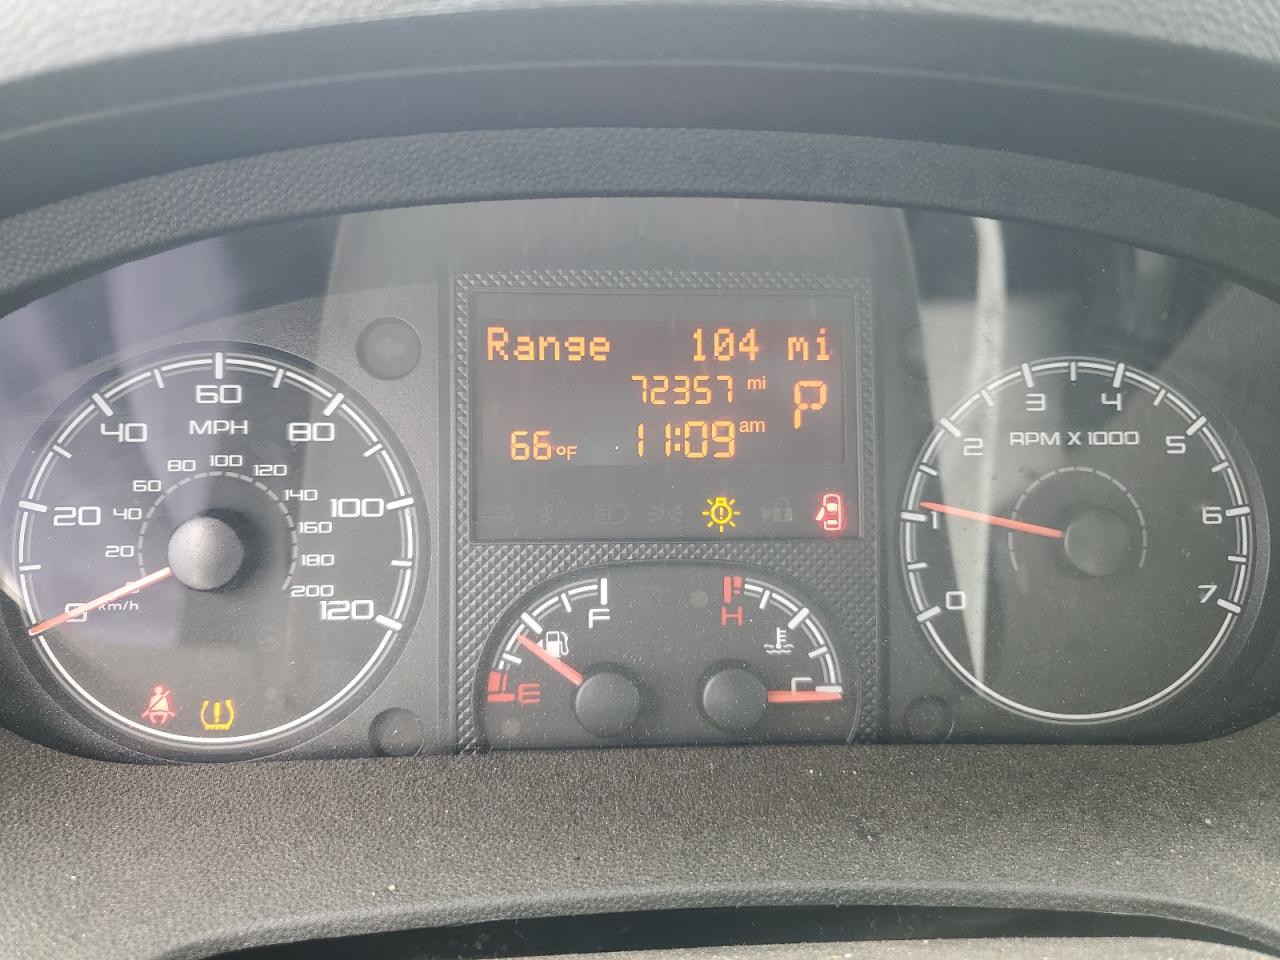 Range 104 mi
72357 mi
P
66°F 11:09 am
0 20 40 60 80 100 120
MPH
20 40 60 80 100 120 140 160 180 200
km/h
F
E
H
C
0 1 2 3 4 5 6 7
RPM X 1000